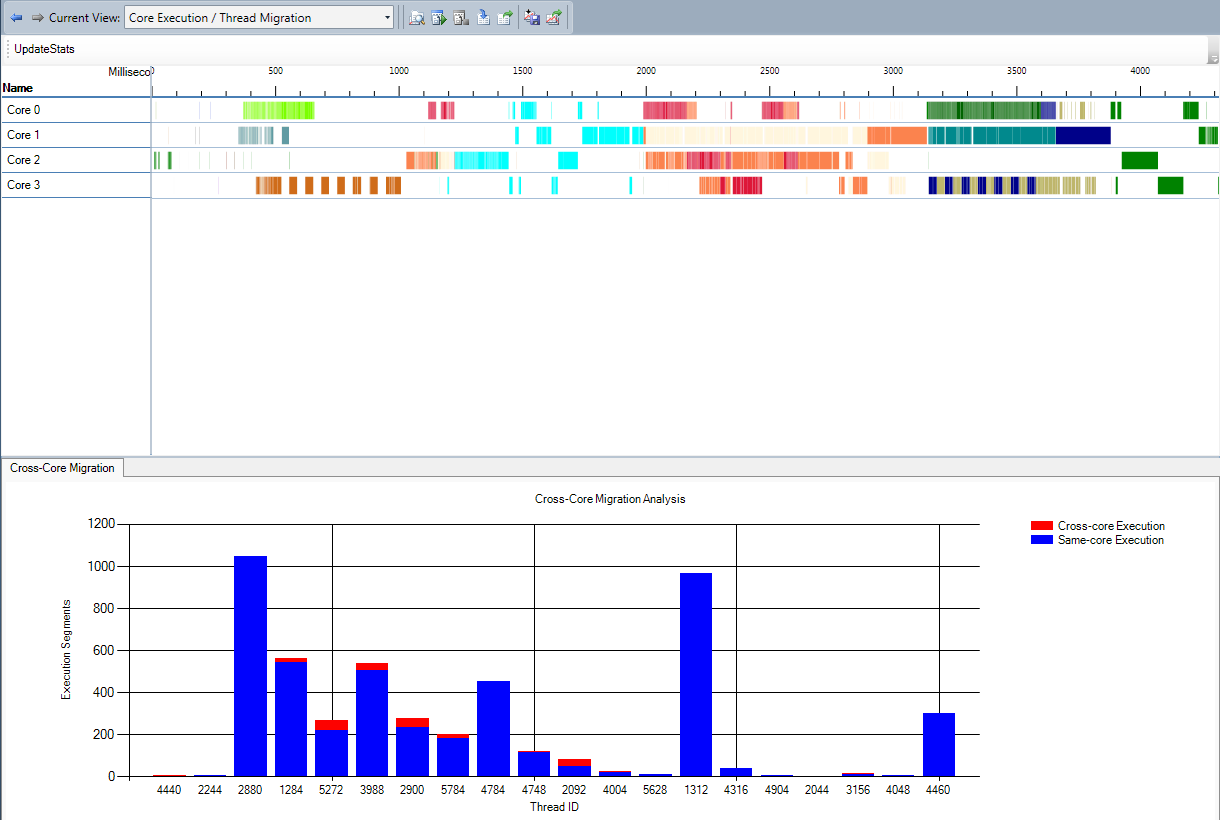 Current View: Core Execution / Thread Migration
UpdateStats
Milliseco 500 1000 1500 2000 2500 3000 3500 4000
Name
Core 0
Core 1
Core 2
Core 3
Cross-Core Migration
Cross-Core Migration Analysis
Cross-core Execution
Same-core Execution
Execution Segments
1200
1000
800
600
400
200
0
4440 2244 2880 1284 5272 3988 2900 5784 4784 4748 2092 4004 5628 1312 4316 4904 2044 3156 4048 4460
Thread ID